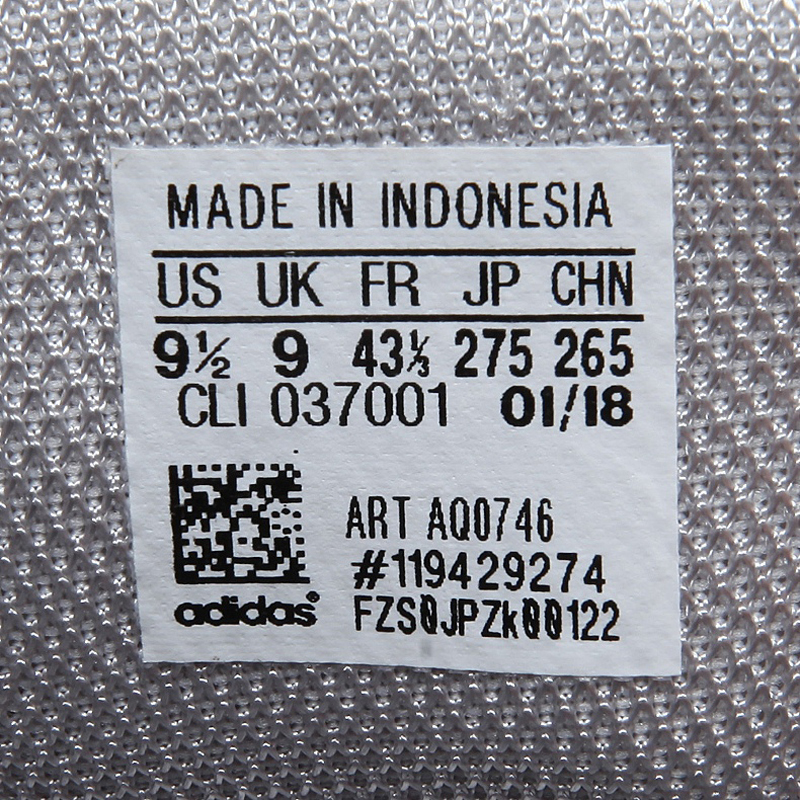 MADE IN INDONESIA
US UK FR JP CHN
9½ 9 43⅓ 275 265
CLI 037001 01/18
ART AQ0746
#119429274
adidas®
FZS0JPZk00122